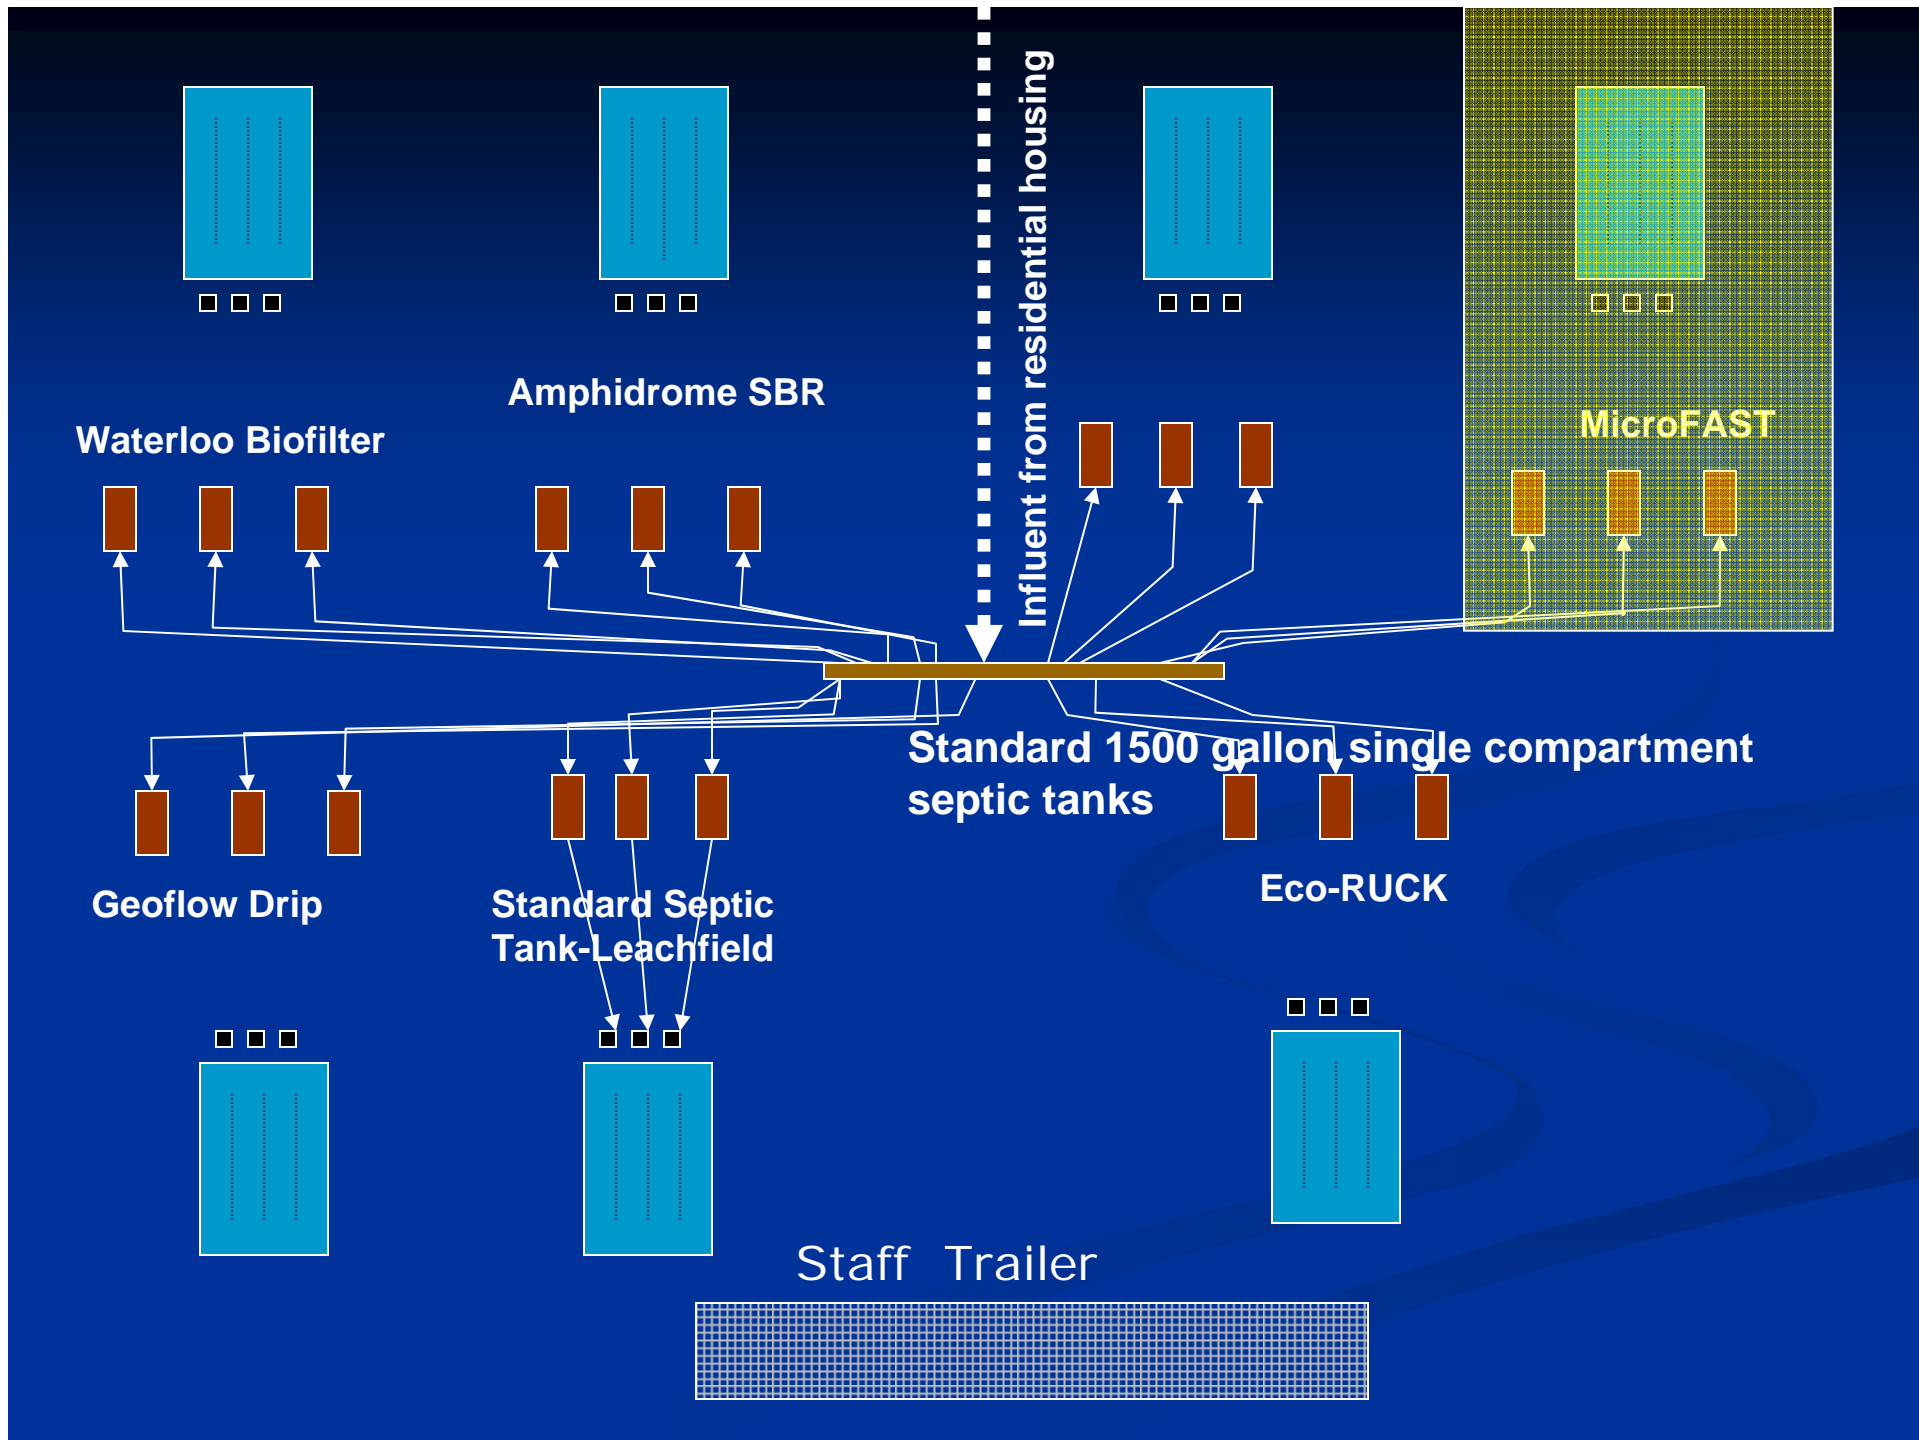 Influent from residential housing
Amphidrome SBR
Waterloo Biofilter
MicroFAST
Standard 1500 gallon single compartment
septic tanks
Geoflow Drip
Standard Septic
Tank-Leachfield
Eco-RUCK
Staff Trailer